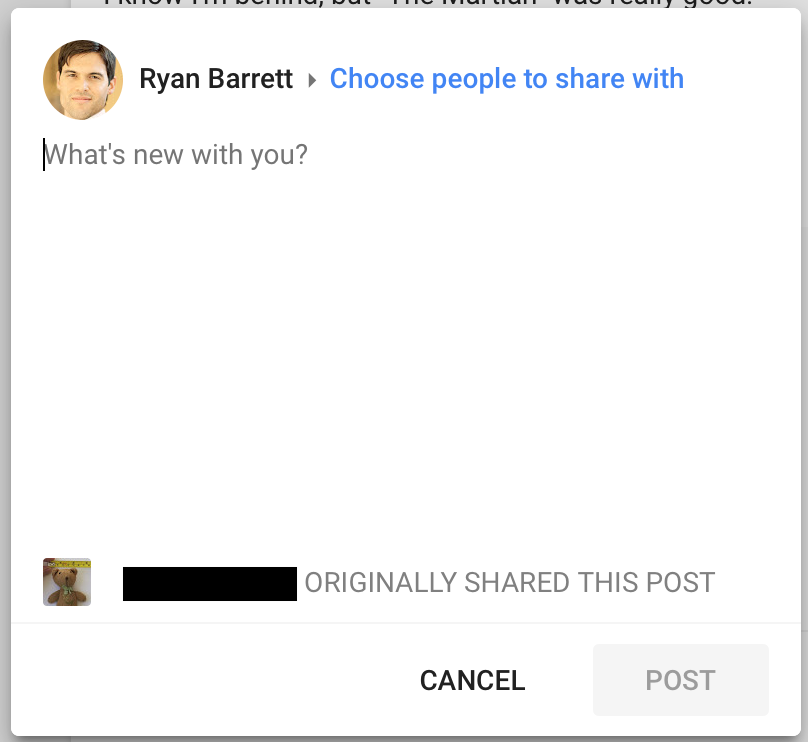 I know I'm behind, but "The Martian" was really good!
Ryan Barrett
Choose people to share with
What's new with you?
ORIGINALLY SHARED THIS POST
CANCEL
POST